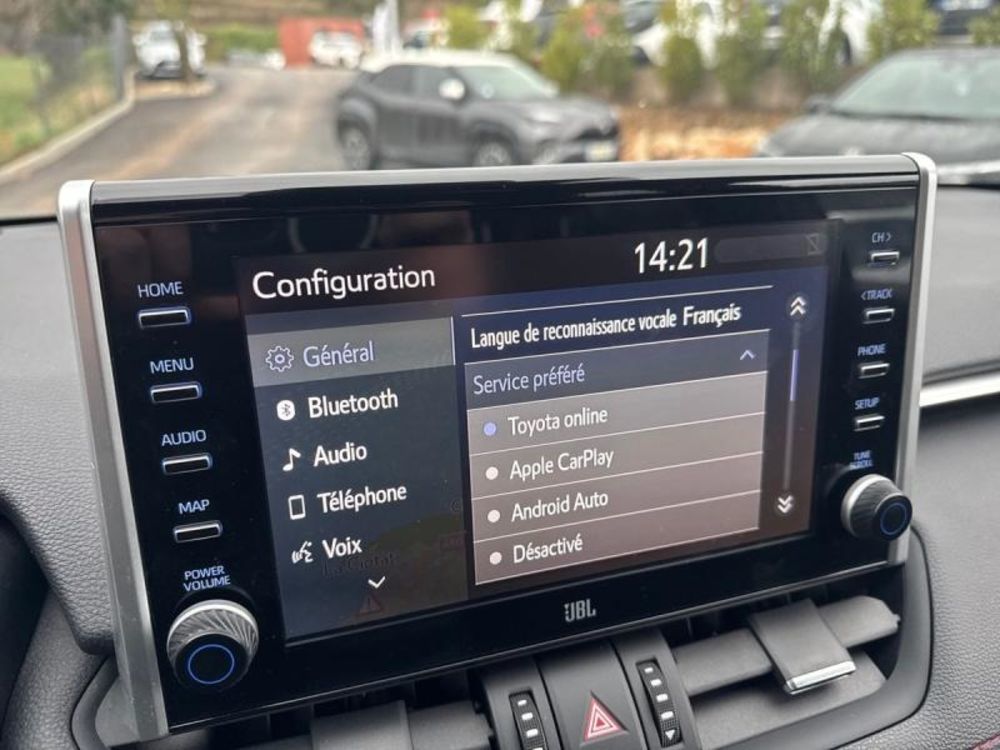 HOME
MENU
AUDIO
MAP
POWER
VOLUME
Configuration
14:21
Général
Bluetooth
Audio
Téléphone
Voix
Langue de reconnaissance vocale Français
Service préféré
Toyota online
Apple CarPlay
Android Auto
Désactivé
CH >
< TRACK
PHONE
SETUP
TUNE
SCROLL
JBL